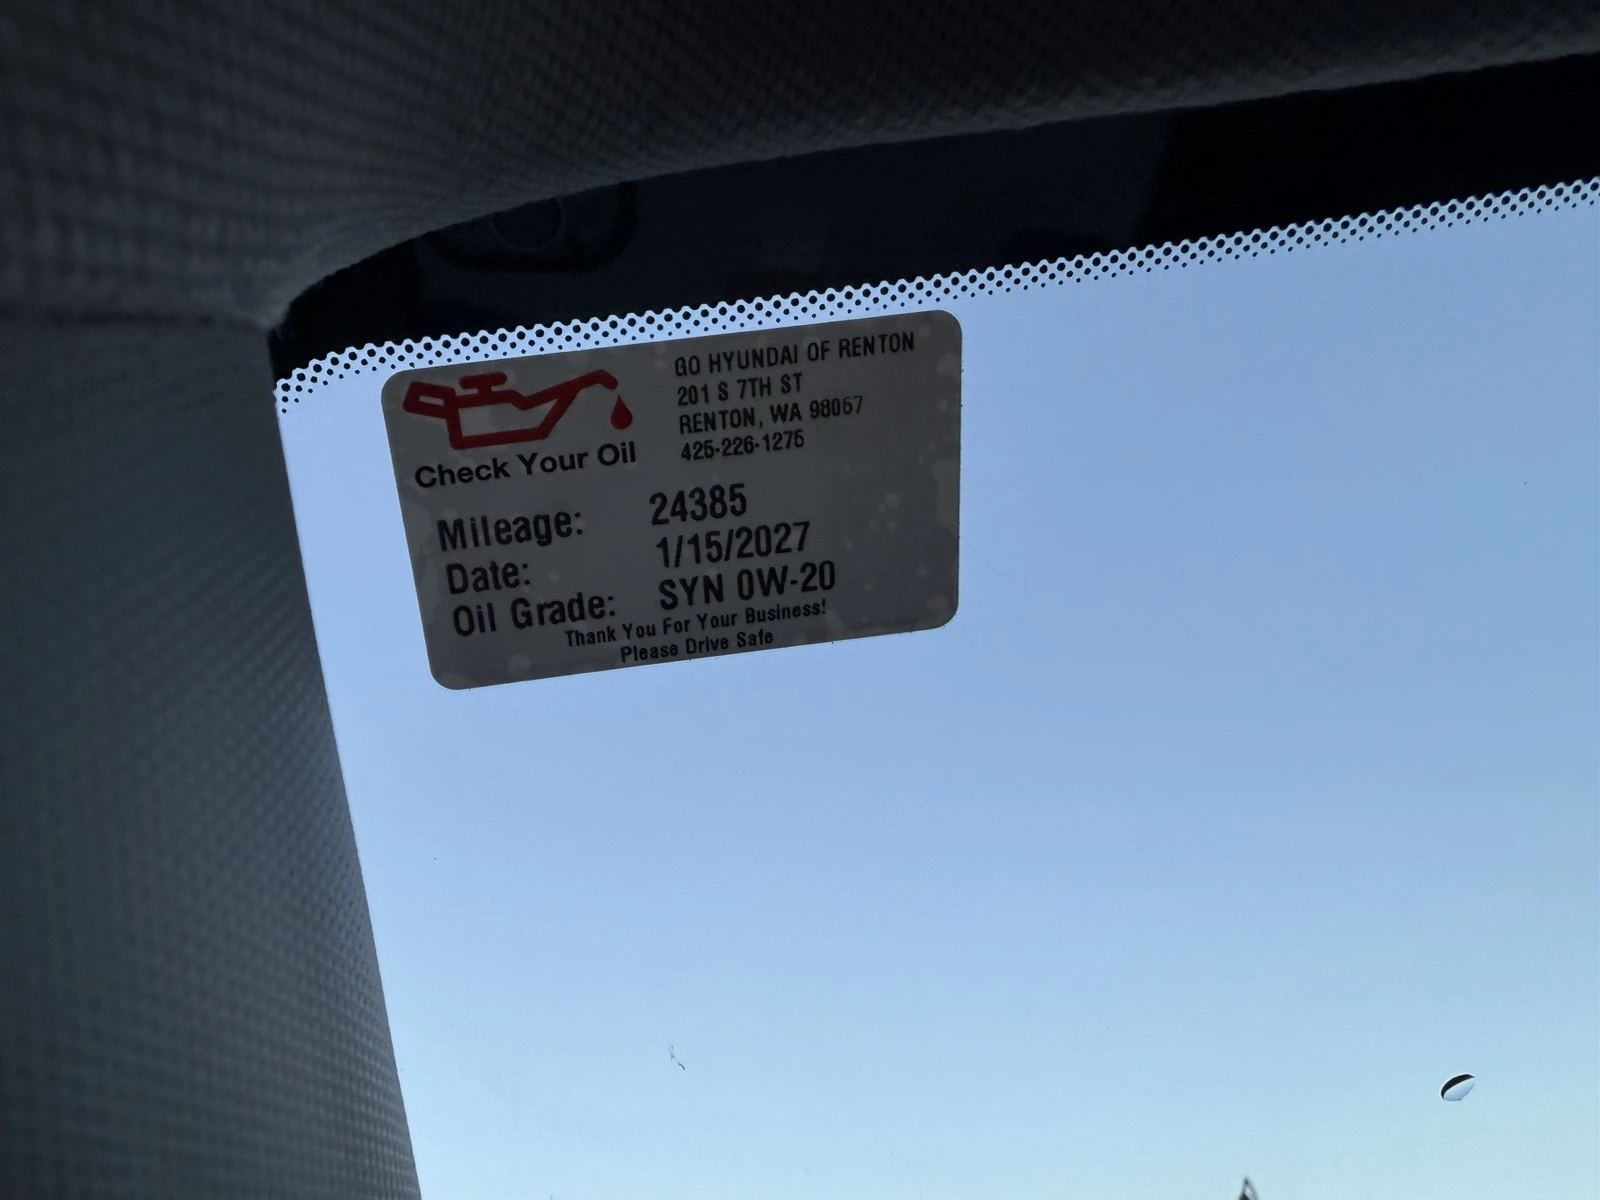 GO HYUNDAI OF RENTON
201 S 7TH ST
RENTON, WA 98057
425-226-1275
Check Your Oil
Mileage: 24385
Date: 1/15/2027
Oil Grade: SYN 0W-20
Thank You For Your Business!
Please Drive Safe